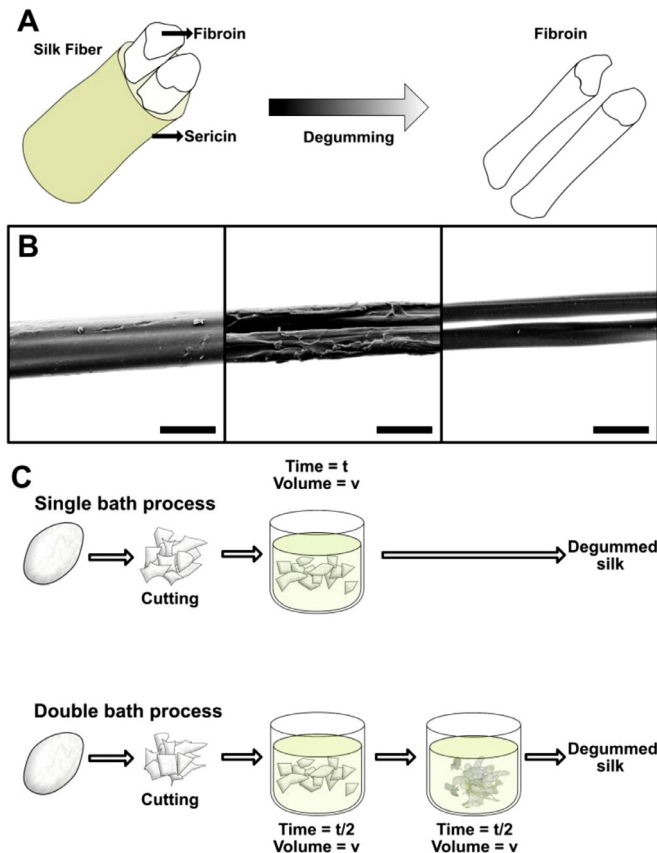 A
Silk Fiber
Fibroin
Sericin
Degumming
Fibroin
B
C
Single bath process
Time = t
Volume = v
Cutting
Degummed
silk
Double bath process
Cutting
Time = t/2
Volume = v
Time = t/2
Volume = v
Degummed
silk